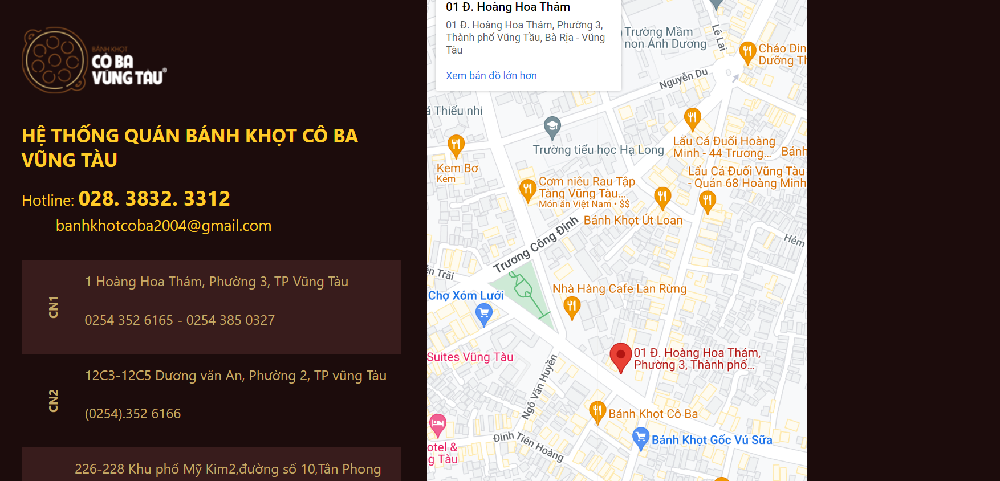 BÁNH KHỌT
CÔ BA
VŨNG TÀU®
HỆ THỐNG QUÁN BÁNH KHỌT CÔ BA
VŨNG TÀU
Hotline: 028. 3832. 3312
banhkhotcoba2004@gmail.com
CN1
1 Hoàng Hoa Thám, Phường 3, TP Vũng Tàu
0254 352 6165 - 0254 385 0327
CN2
12C3-12C5 Dương văn An, Phường 2, TP vũng Tàu
(0254).352 6166
226-228 Khu phố Mỹ Kim2,đường số 10,Tân Phong
01 Đ. Hoàng Hoa Thám
01 Đ. Hoàng Hoa Thám, Phường 3,
Thành phố Vũng Tầu, Bà Rịa - Vũng
Tàu
Xem bản đồ lớn hơn
Trường Mầm
non Ánh Dương
Lê Lai
Cháo Din
Dưỡng Th
Nguyễn Du
á Thiếu nhi
Trường tiểu học Hạ Long
Lẩu Cá Đuối Hoàng
Minh - 44 Trương...
Bánh
Kem Bơ
Kem
Lẩu Cá Đuối Vũng Tàu
- Quán 68 Hoàng Minh
Cơm niêu Rau Tập
Tàng Vũng Tàu...
Món ăn Việt Nam • $$
Bánh Khọt Út Loan
Trương Công Định
Hẻm
ễn Trãi
Chợ Xóm Lưới
Nhà Hàng Cafe Lan Rừng
Suites Vũng Tàu
01 Đ. Hoàng Hoa Thám,
Phường 3, Thành phố...
Ngô Văn Huyền
Bánh Khọt Cô Ba
Đinh Tiên Hoàng
Bánh Khọt Gốc Vú Sữa
otel &
g Tàu